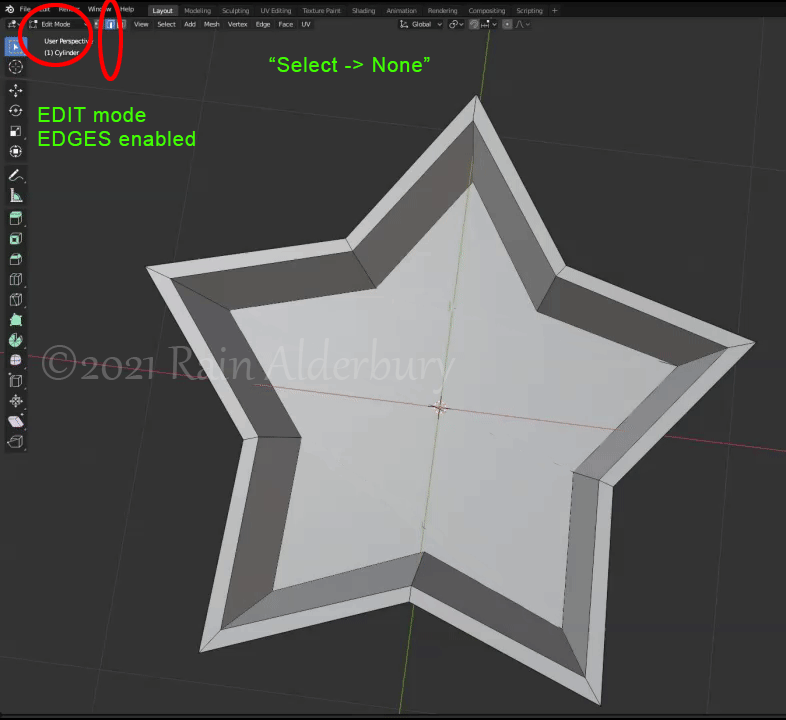 File Edit Render Window Layout Modeling Sculpting UV Editing Texture Paint Shading Animation Rendering Compositing Scripting +
Edit Mode View Select Add Mesh Vertex Edge Face UV Global
User Perspective
(1) Cylinder
“Select -> None”
EDIT mode
EDGES enabled
©2021 Rain Alderbury